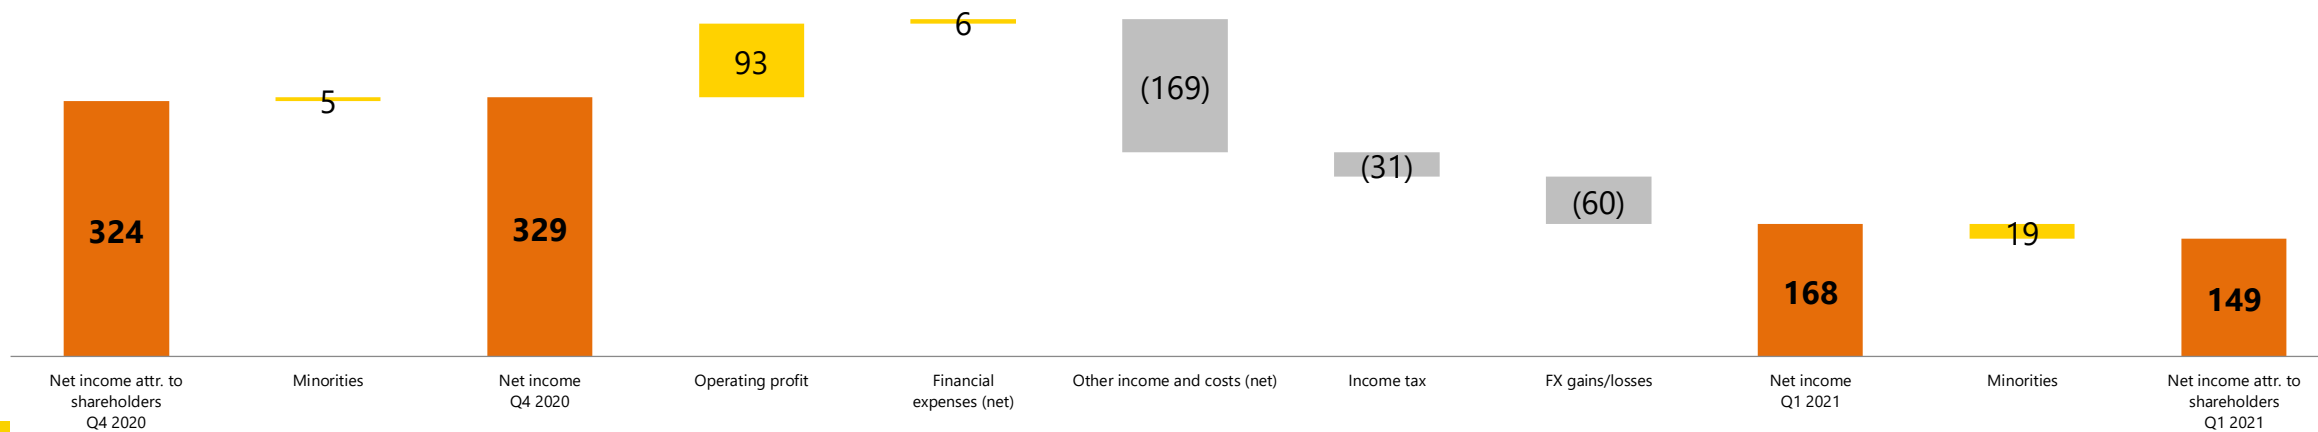 324
5
329
93
6
(169)
(31)
(60)
168
19
149
Net income attr. to
shareholders
Q4 2020
Minorities
Net income
Q4 2020
Operating profit
Financial
expenses (net)
Other income and costs (net)
Income tax
FX gains/losses
Net income
Q1 2021
Minorities
Net income attr. to
shareholders
Q1 2021